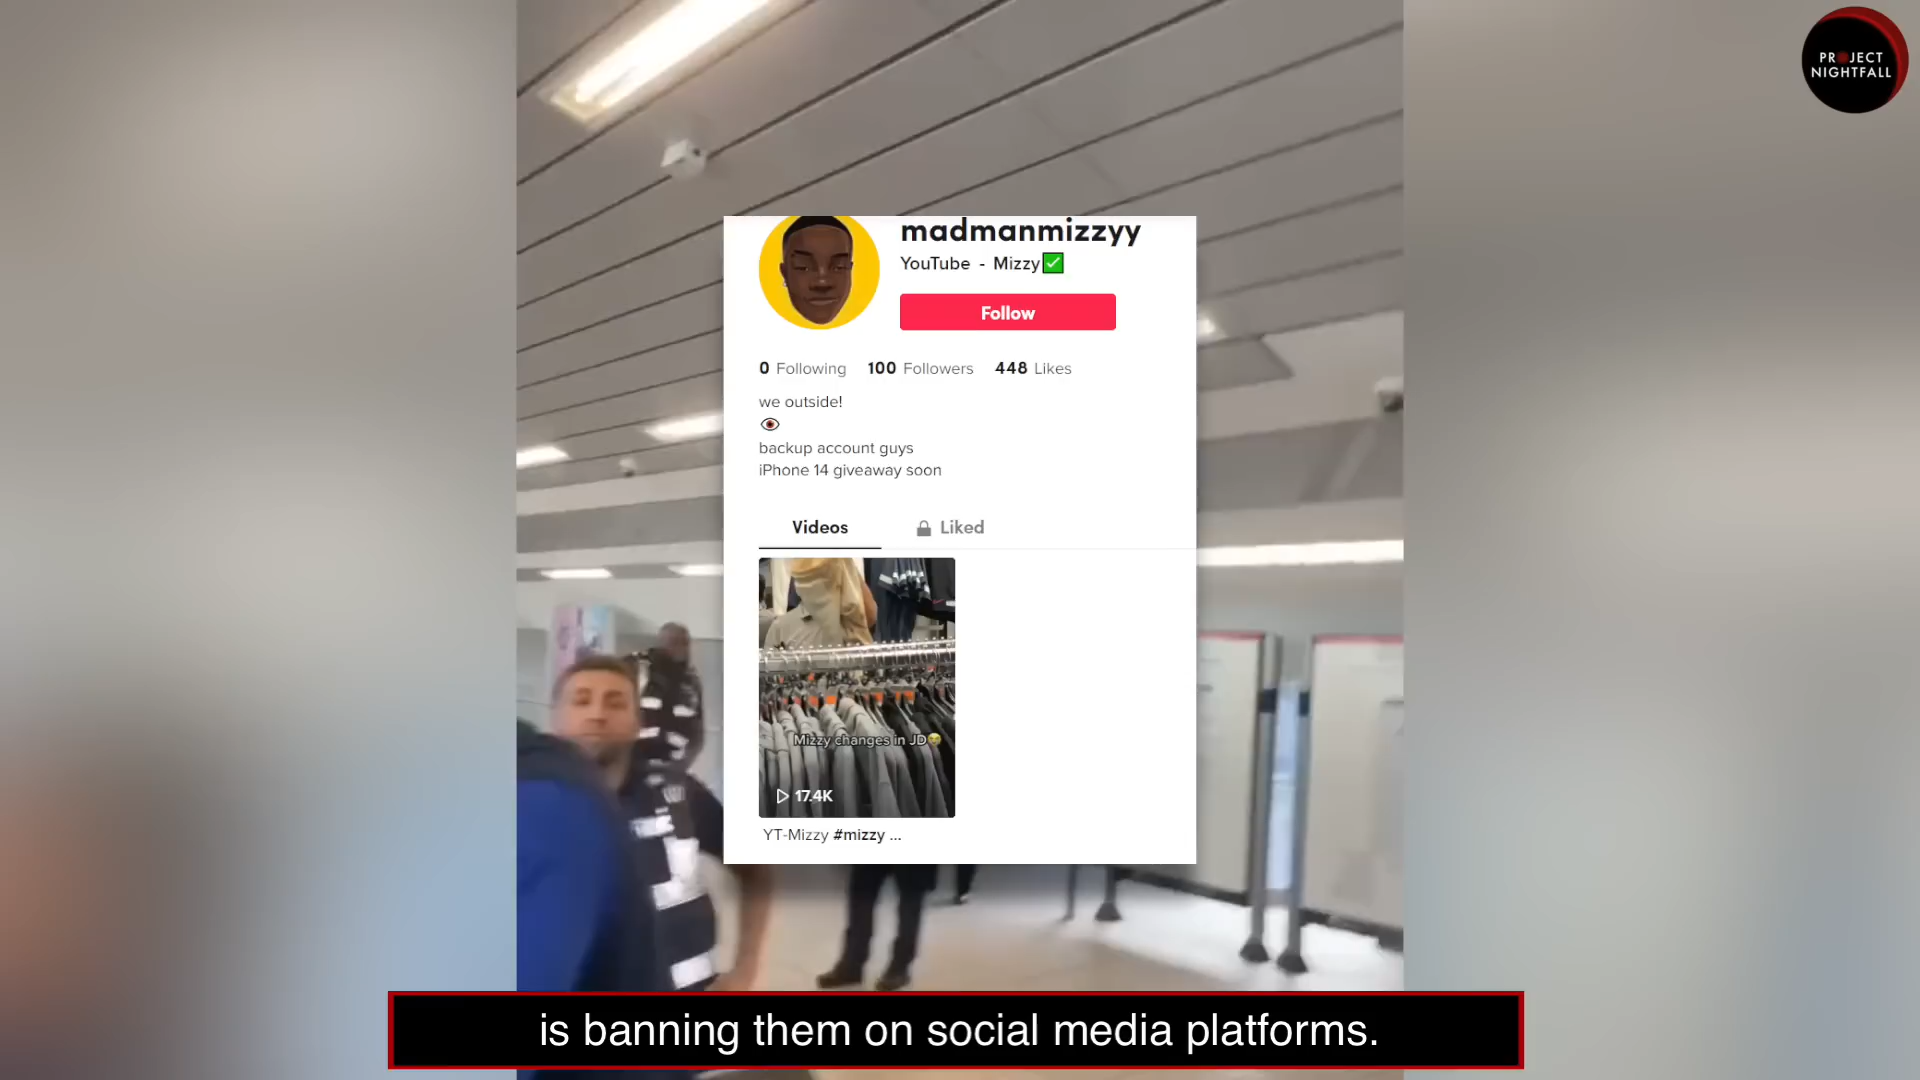 PROJECT
NIGHTFALL
madmanmizzyy
YouTube - Mizzy✅
Follow
0 Following 100 Followers 448 Likes
we outside!
👁
backup account guys
iPhone 14 giveaway soon
Videos Liked
Mizzy changes in JD😭
17.4K
YT-Mizzy #mizzy ...
is banning them on social media platforms.